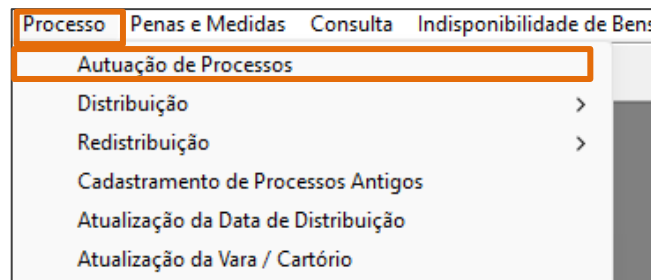 Processo Penas e Medidas Consulta Indisponibilidade de Bens
Autuação de Processos
Distribuição
Redistribuição
Cadastramento de Processos Antigos
Atualização da Data de Distribuição
Atualização da Vara / Cartório